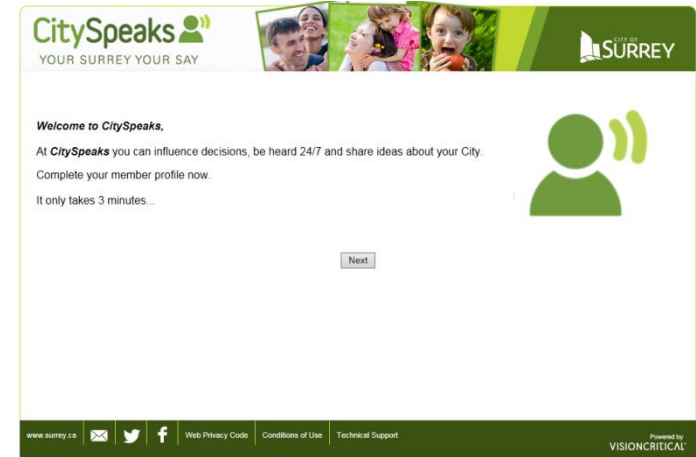 CitySpeaks
YOUR SURREY YOUR SAY
CITY OF
SURREY
Welcome to CitySpeaks,
At CitySpeaks you can influence decisions, be heard 24/7 and share ideas about your City.
Complete your member profile now.
It only takes 3 minutes...
Next
www.surrey.ca Web Privacy Code Conditions of Use Technical Support
Powered by
VISIONCRITICAL